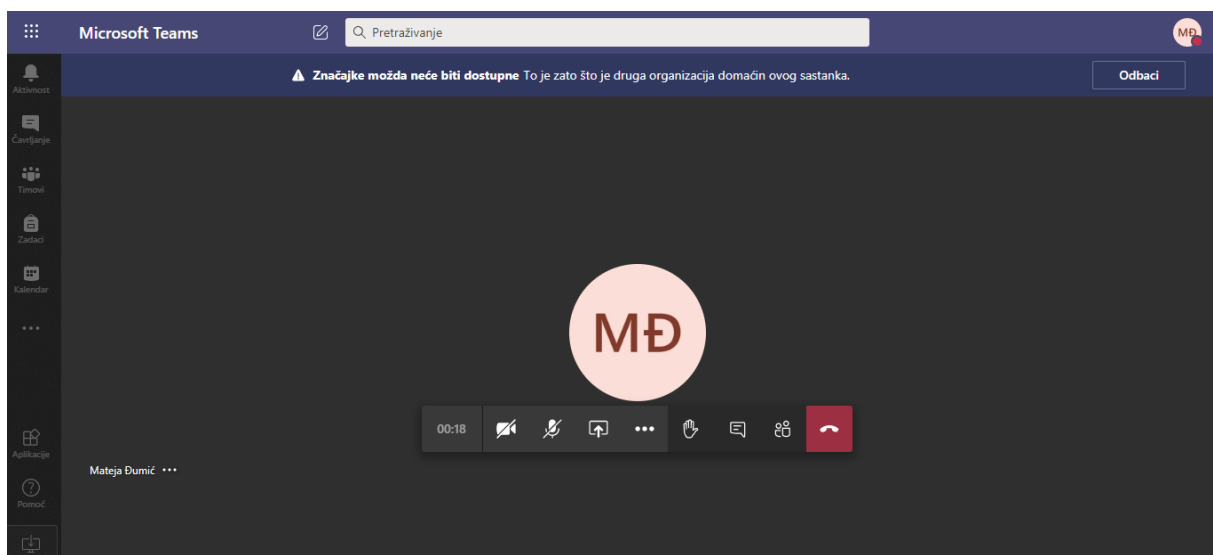 Microsoft Teams
Pretraživanje
MĐ
Značajke možda neće biti dostupne To je zato što je druga organizacija domaćin ovog sastanka.
Odbaci
Aktivnost
Čavrljanje
Timovi
Zadaci
Kalendar
MĐ
00:18
Mateja Đumić
Aplikacije
Pomoć